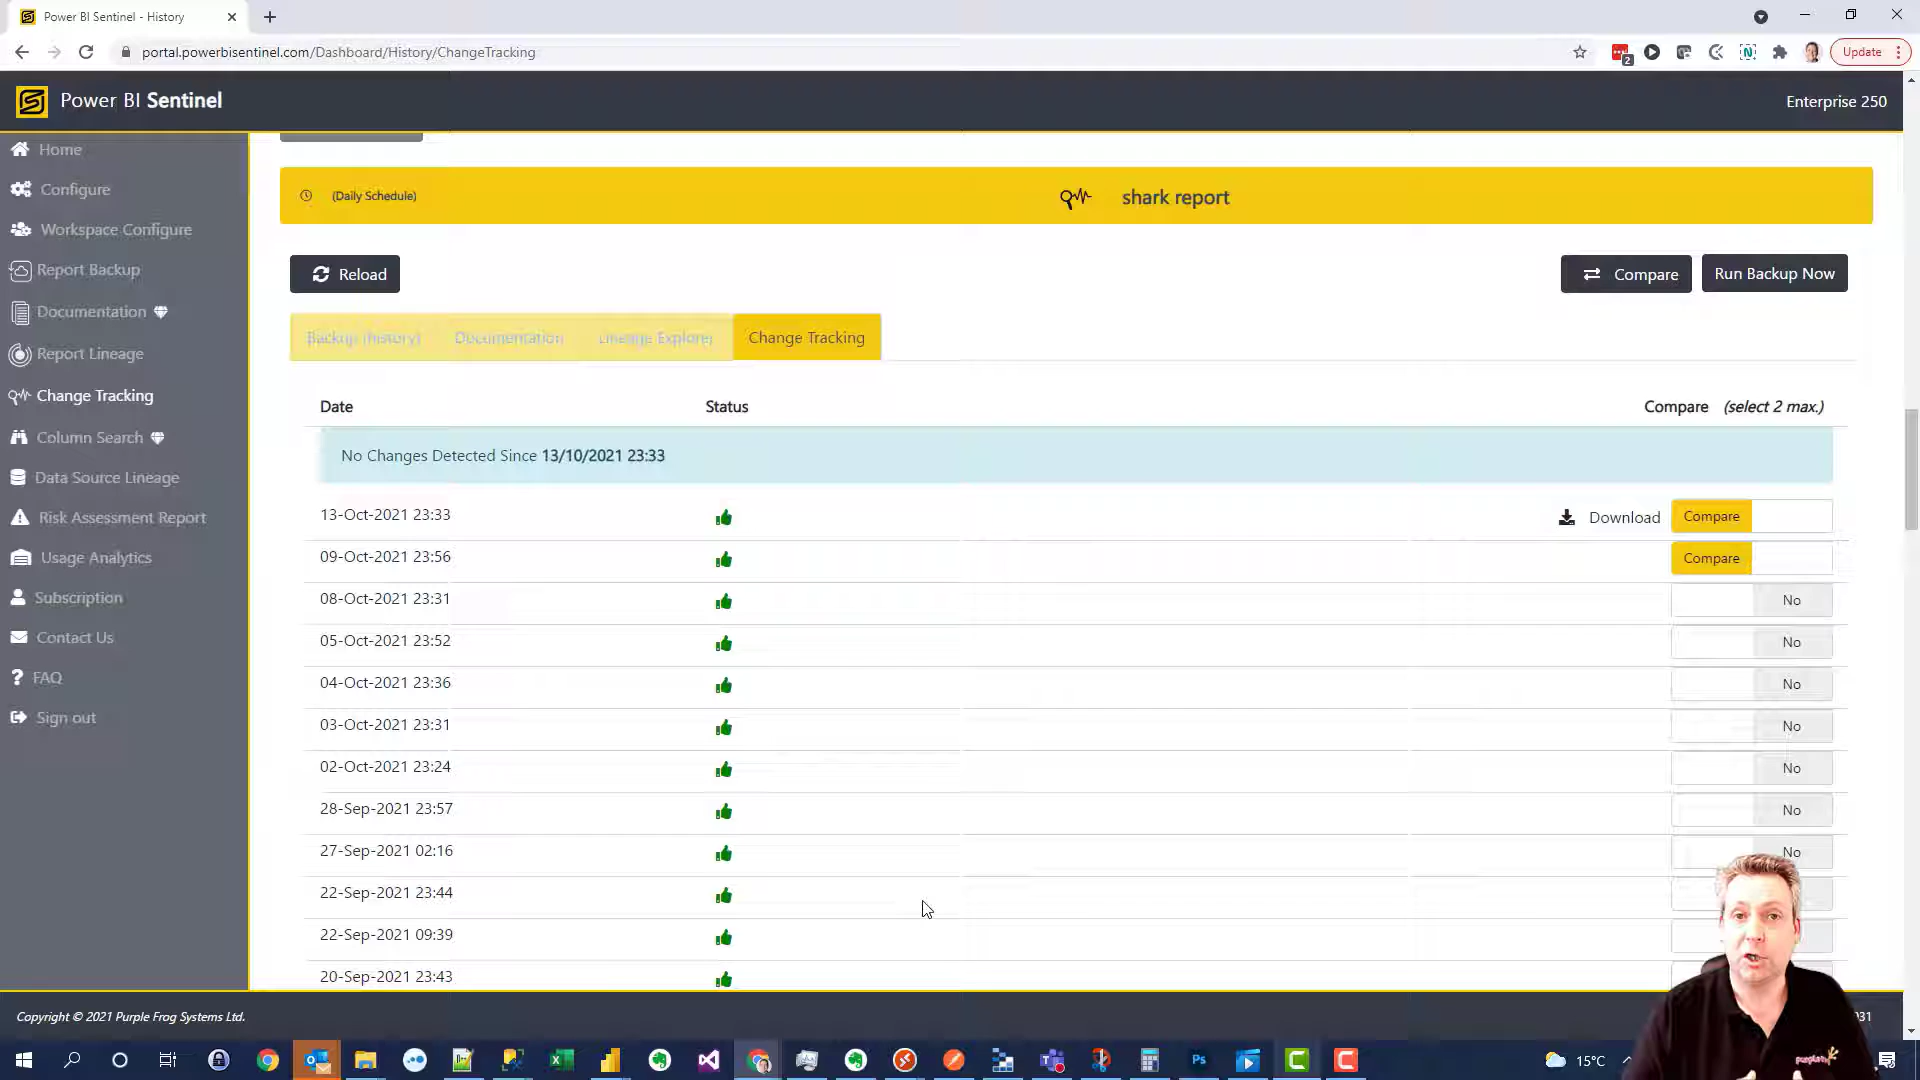 Power BI Sentinel - History
portal.powerbisentinel.com/Dashboard/History/ChangeTracking
2
Update
Power BI Sentinel
Enterprise 250
Home
Configure
Workspace Configure
Report Backup
Documentation
Report Lineage
Change Tracking
Column Search
Data Source Lineage
Risk Assessment Report
Usage Analytics
Subscription
Contact Us
FAQ
Sign out
(Daily Schedule)
shark report
Reload
Compare
Run Backup Now
Backup (history)
Documentation
Lineage Explorer
Change Tracking
Date
Status
Compare (select 2 max.)
No Changes Detected Since 13/10/2021 23:33
13-Oct-2021 23:33
Download
Compare
09-Oct-2021 23:56
Compare
08-Oct-2021 23:31
No
05-Oct-2021 23:52
No
04-Oct-2021 23:36
No
03-Oct-2021 23:31
No
02-Oct-2021 23:24
No
28-Sep-2021 23:57
No
27-Sep-2021 02:16
No
22-Sep-2021 23:44
22-Sep-2021 09:39
20-Sep-2021 23:43
Copyright © 2021 Purple Frog Systems Ltd.
15°C